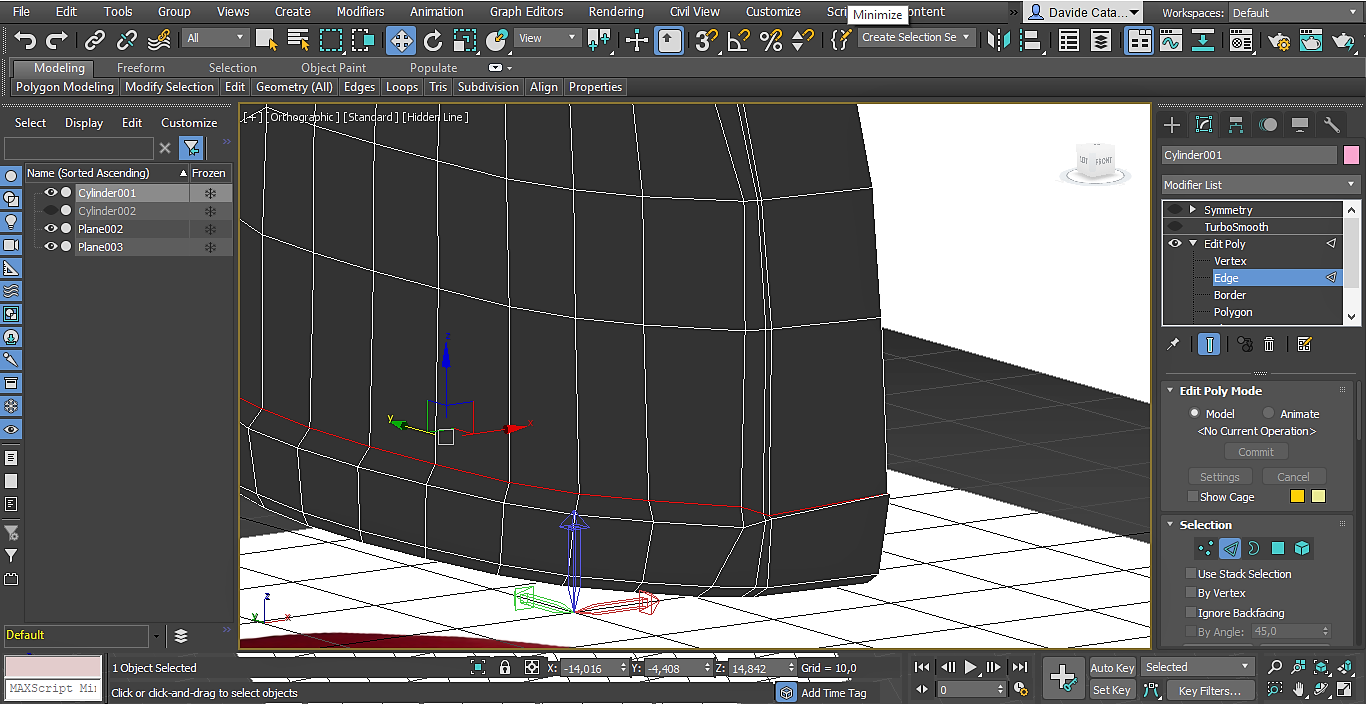 File Edit Tools Group Views Create Modifiers Animation Graph Editors Rendering Civil View Customize Scri ontent
Minimize
Davide Cata...
Workspaces: Default
All
View
Create Selection Se
Modeling Freeform Selection Object Paint Populate
Polygon Modeling Modify Selection Edit Geometry (All) Edges Loops Tris Subdivision Align Properties
Select Display Edit Customize
[+] [Orthographic ] [Standard ] [Hidden Line ]
Name (Sorted Ascending) Frozen
Cylinder001
Cylinder002
Plane002
Plane003
FRONT
z
y
x
z
y
x
Cylinder001
Modifier List
Symmetry
TurboSmooth
Edit Poly
Vertex
Edge
Border
Polygon
Edit Poly Mode
Model Animate
<No Current Operation>
Commit
Settings Cancel
Show Cage
Selection
Use Stack Selection
By Vertex
Ignore Backfacing
By Angle: 45,0
Default
1 Object Selected
X: -14,016 Y: -4,408 Z: 14,842 Grid = 10,0
MAXScript Mi
Click or click-and-drag to select objects
Add Time Tag
0
Auto Key Selected
Set Key Key Filters...